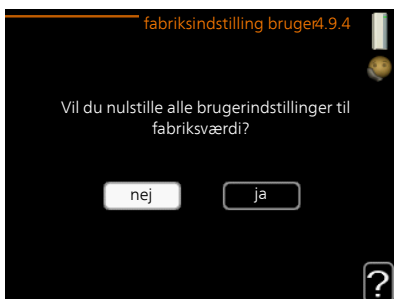 fabriksindstilling bruger4.9.4
Vil du nulstille alle brugerindstillinger til
fabriksværdi?
nej
ja
?